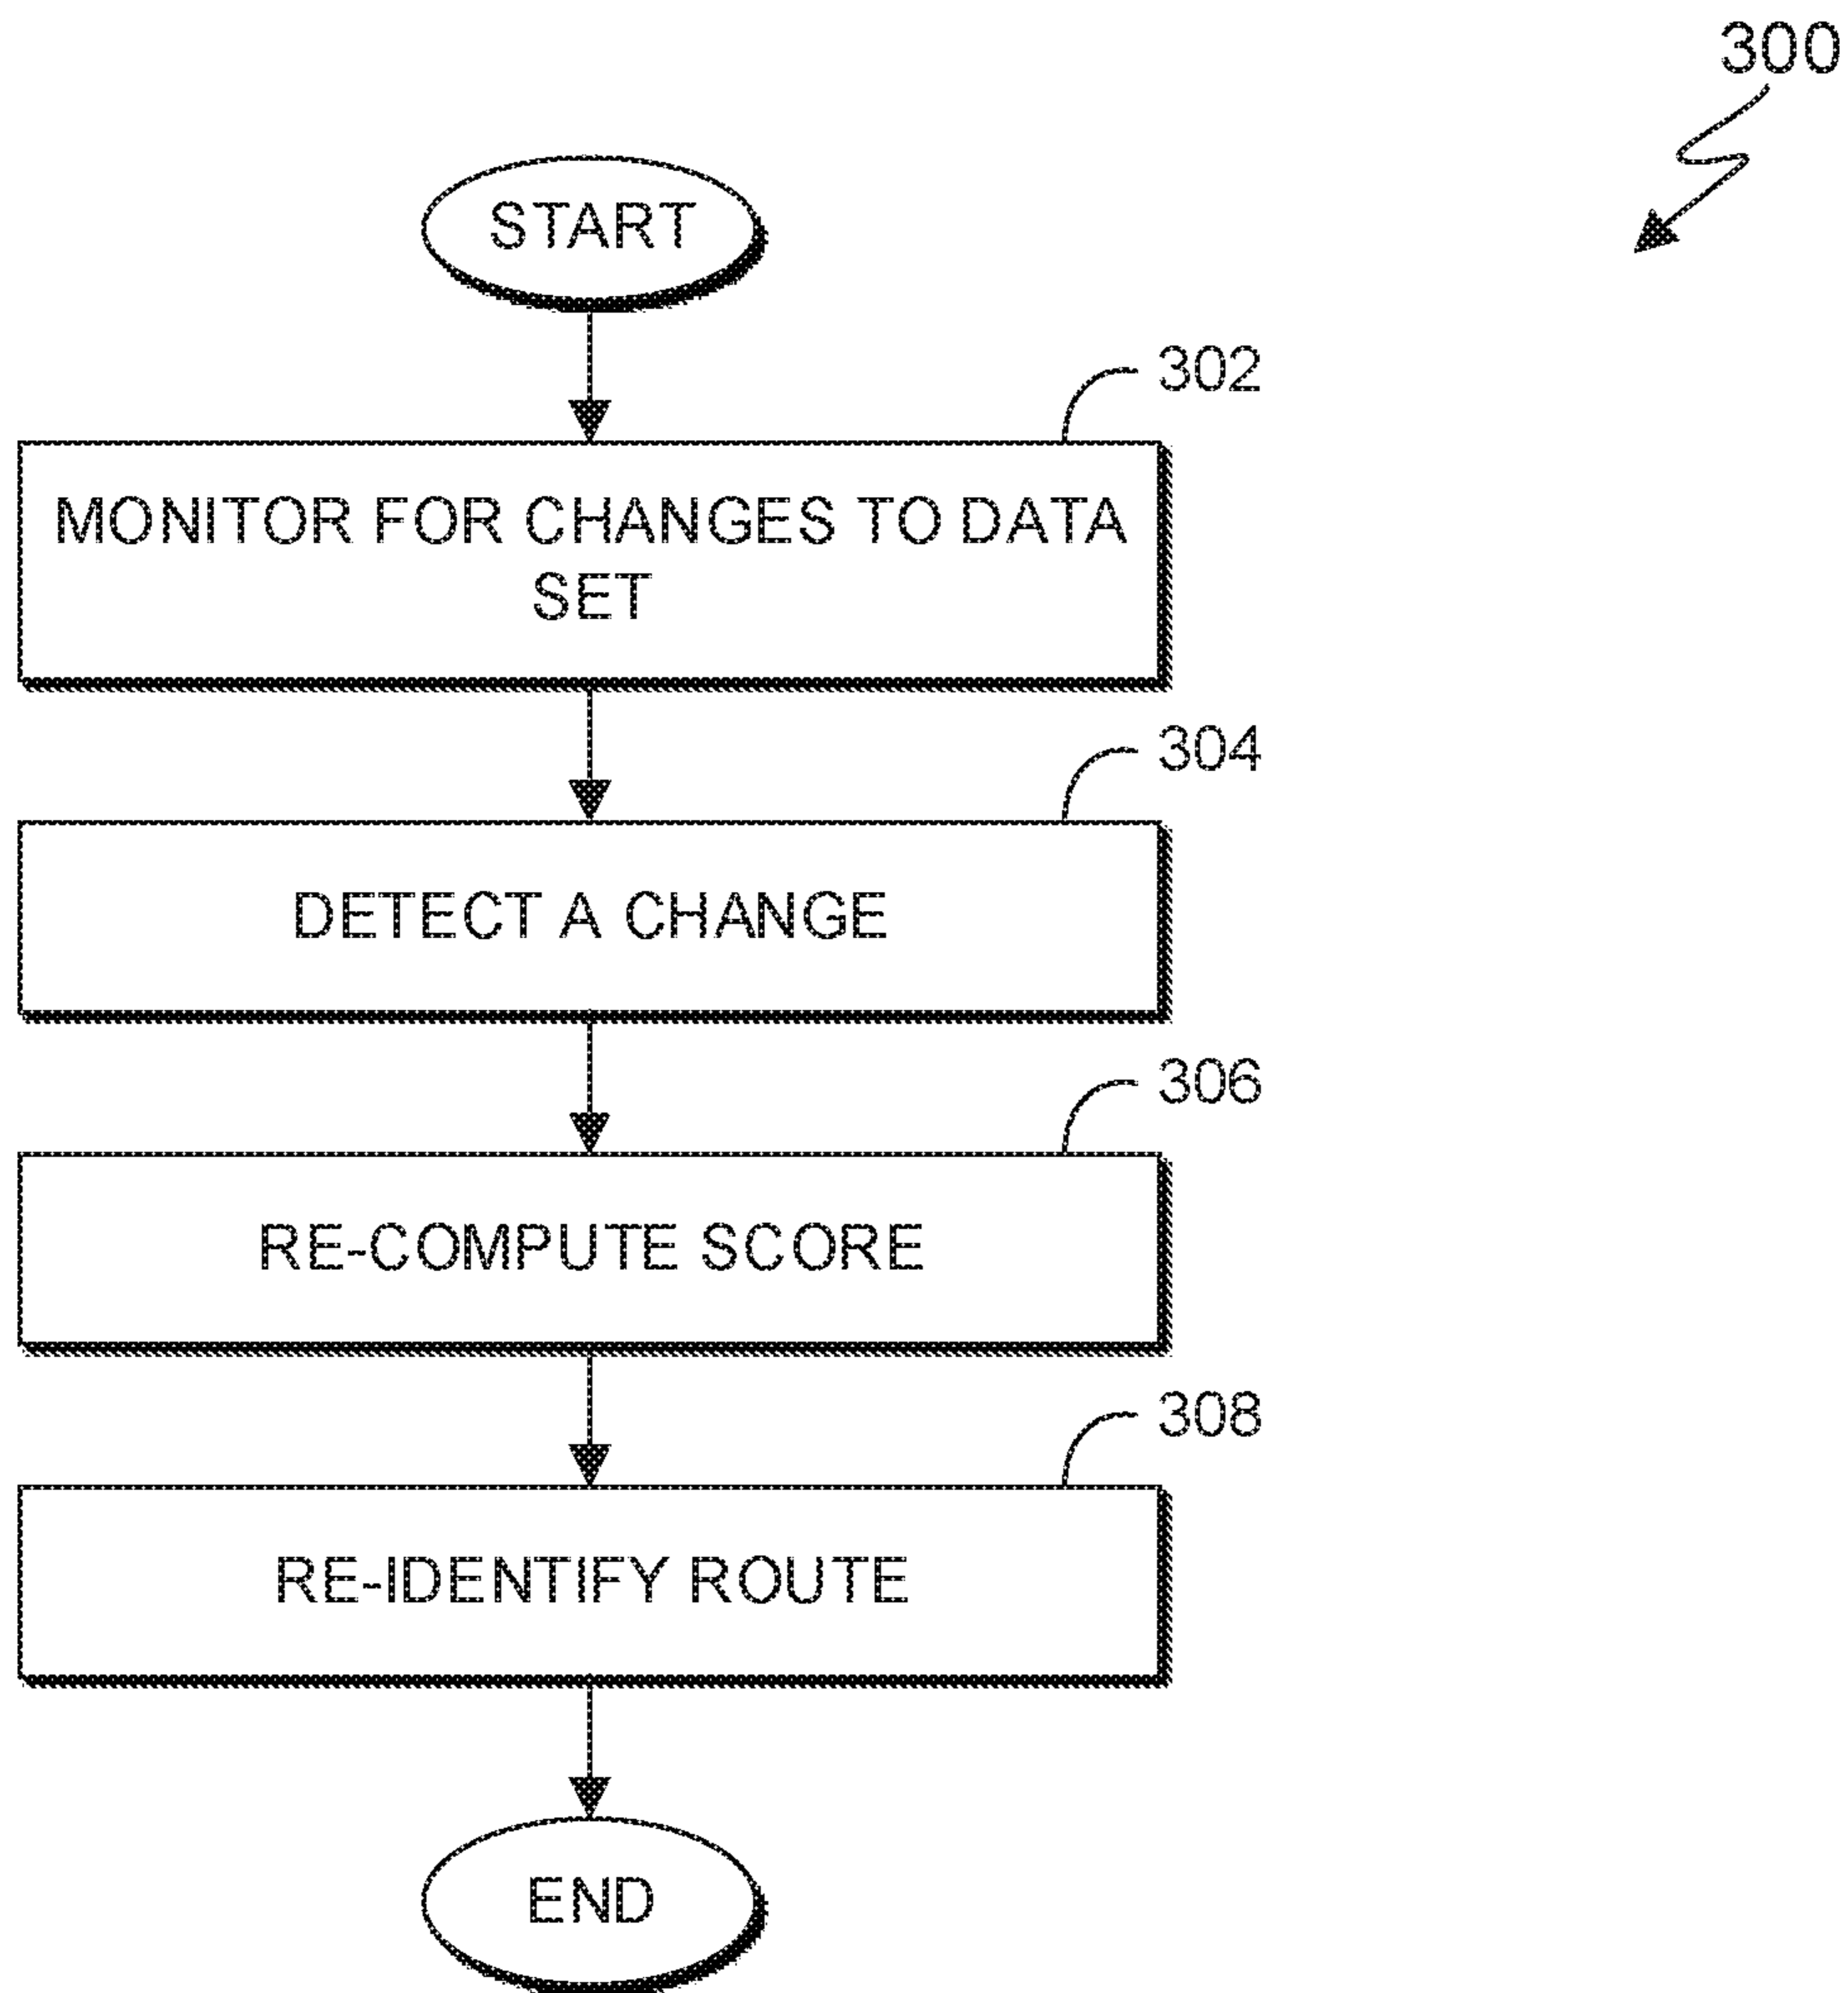 300
START
302
MONITOR FOR CHANGES TO DATA
SET
304
DETECT A CHANGE
306
RE-COMPUTE SCORE
308
RE-IDENTIFY ROUTE
END